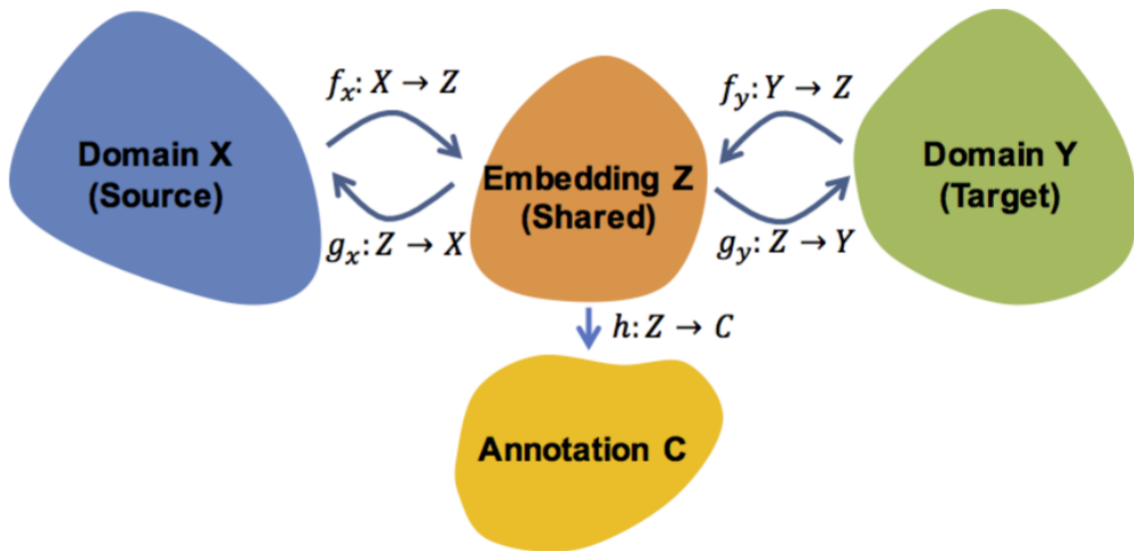 f_x: X → Z
f_y: Y → Z
Domain X
(Source)
Embedding Z
(Shared)
Domain Y
(Target)
g_x: Z → X
g_y: Z → Y
h: Z → C
Annotation C